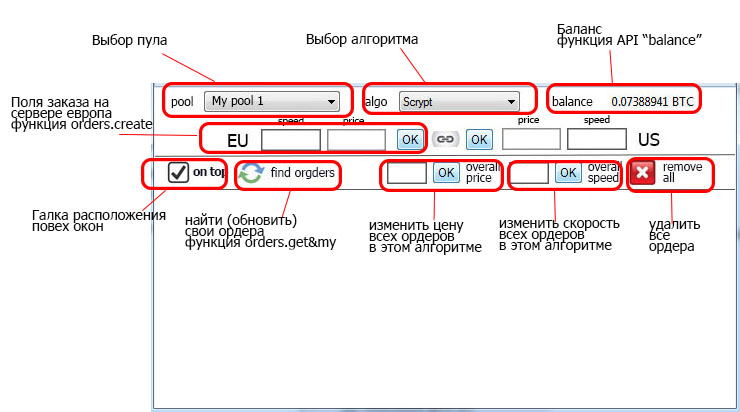 Выбор пула
Выбор алгоритма
Баланс
функция API “balance”
pool My pool 1
algo Scrypt
balance 0.07388941 BTC
Поля заказа на
сервере европа
функция orders.create
speed price
price speed
EU OK OK US
on top
find orgders
OK overall
price
OK overal
speed
remove
all
Галка расположения
повех окон
найти (обновить)
свои ордера
функция orders.get&my
изменить цену
всех ордеров
в этом алгоритме
изменить скорость
всех ордеров
в этом алгоритме
удалить
все
ордера